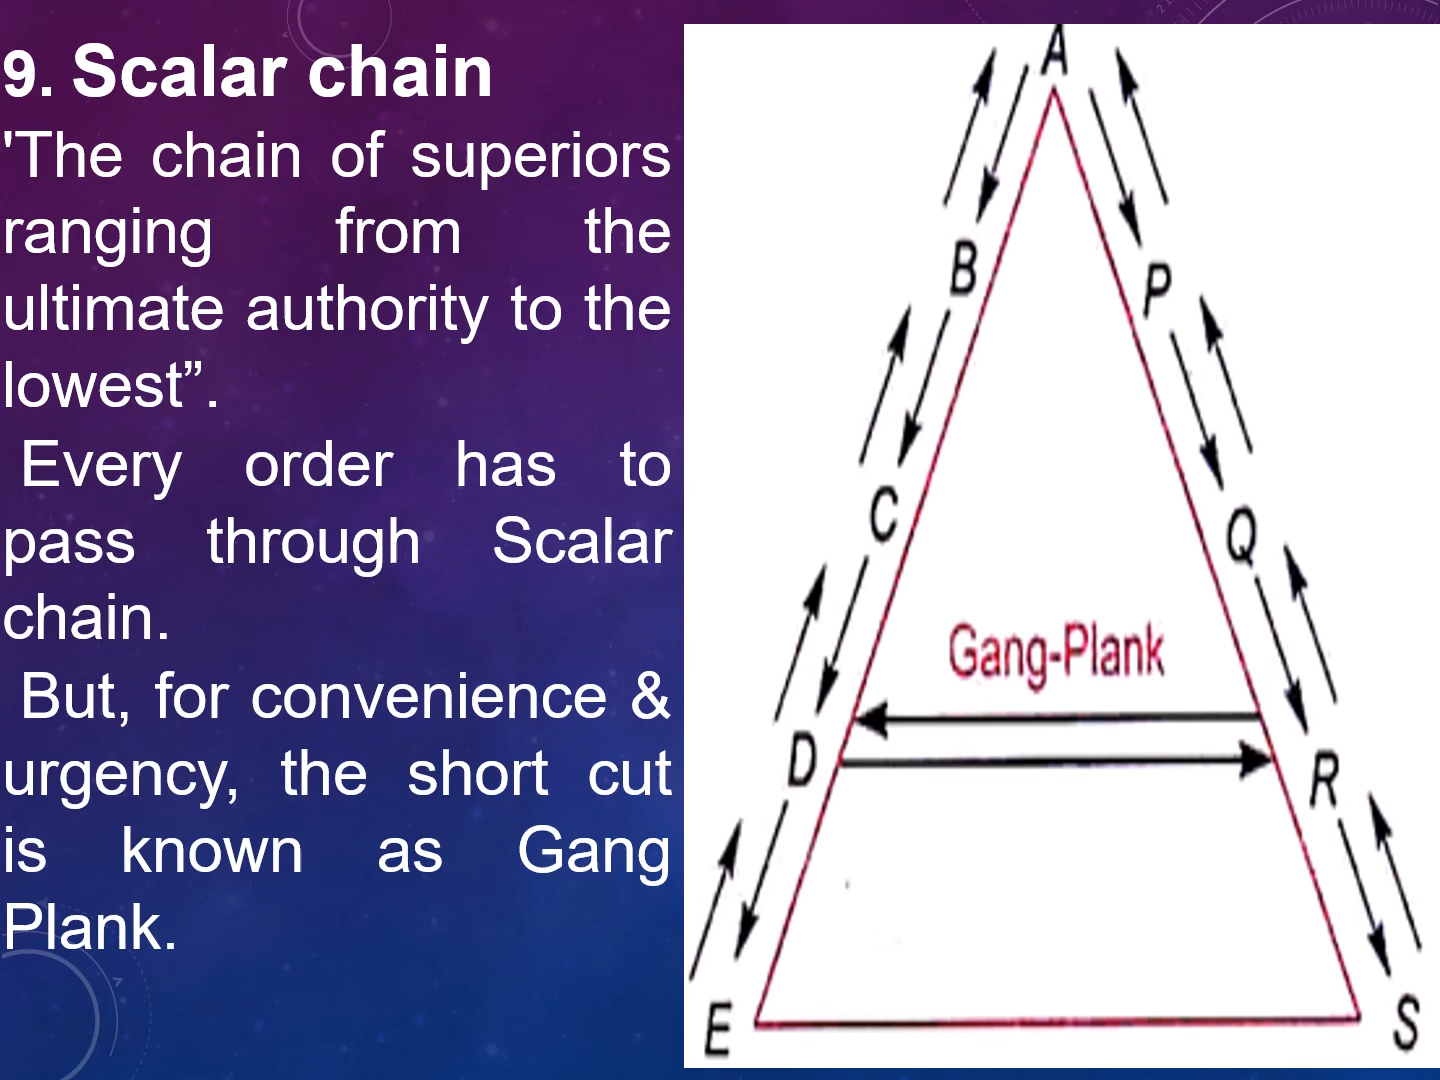 9. Scalar chain
'The chain of superiors
ranging from the
ultimate authority to the
lowest”.
Every order has to
pass through Scalar
chain.
But, for convenience &
urgency, the short cut
is known as Gang
Plank.
A
B
P
C
Q
Gang-Plank
D
R
E
S